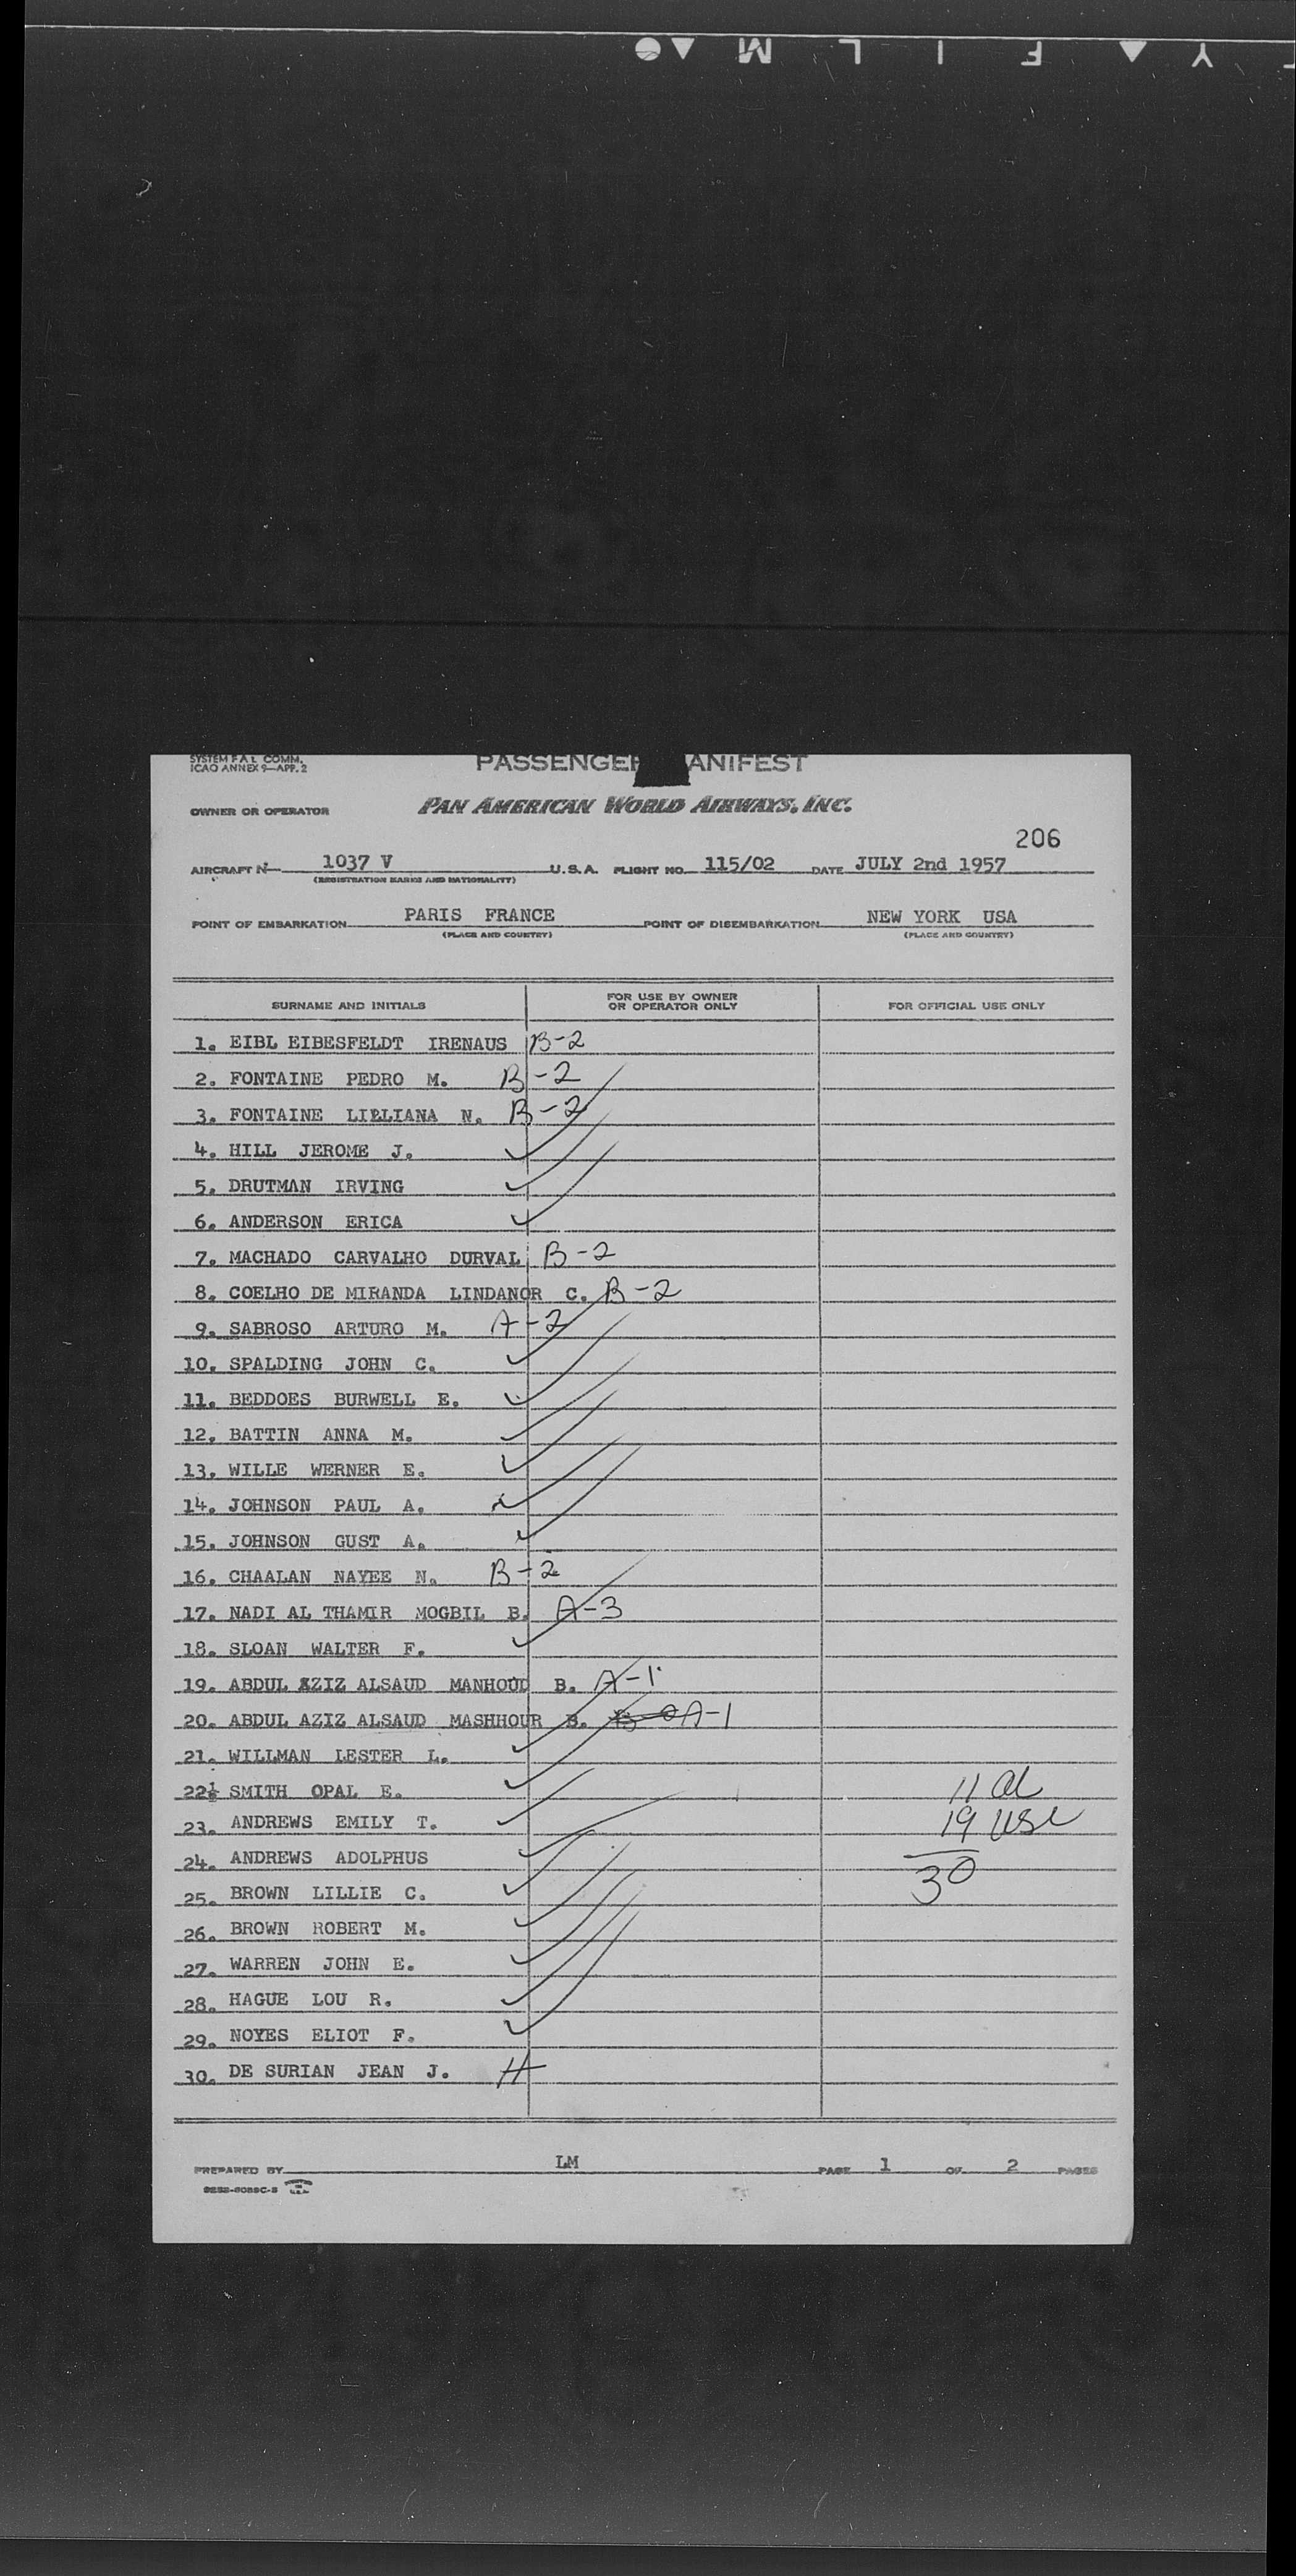 Y ▲ F I L M ▲ ●
SYSTEM F A L COMM.
ICAO ANNEX 9—APP. 2
PASSENGER MANIFEST
OWNER OR OPERATOR PAN AMERICAN WORLD AIRWAYS, INC.
206
AIRCRAFT N— 1037 V U.S.A. FLIGHT NO. 115/02 DATE JULY 2nd 1957
(REGISTRATION MARKS AND NATIONALITY)
POINT OF EMBARKATION PARIS FRANCE POINT OF DISEMBARKATION NEW YORK USA
(PLACE AND COUNTRY) (PLACE AND COUNTRY)
SURNAME AND INITIALS FOR USE BY OWNER OR OPERATOR ONLY FOR OFFICIAL USE ONLY
1. EIBL EIBESFELDT IRENAUS B-2
2. FONTAINE PEDRO M. B-2
3. FONTAINE LILLIANA N. B-2
4. HILL JEROME J. ✓
5. DRUTMAN IRVING ✓
6. ANDERSON ERICA ✓
7. MACHADO CARVALHO DURVAL B-2
8. COELHO DE MIRANDA LINDANOR C. B-2
9. SABROSO ARTURO M. A-2
10. SPALDING JOHN C. ✓
11. BEDDOES BURWELL E. ✓
12. BATTIN ANNA M. ✓
13. WILLE WERNER E. ✓
14. JOHNSON PAUL A. ✓
15. JOHNSON GUST A. ✓
16. CHAALAN NAYEE N. B-2
17. NADI AL THAMIR MOGBIL B. A-3
18. SLOAN WALTER F. ✓
19. ABDUL AZIZ ALSAUD MANHOUD B. A-1
20. ABDUL AZIZ ALSAUD MASHHOUR B. A-1
21. WILLMAN LESTER L. ✓
22. SMITH OPAL E. ✓ 11 al
23. ANDREWS EMILY T. ✓ 19 USC
24. ANDREWS ADOLPHUS ✓ 30
25. BROWN LILLIE C. ✓
26. BROWN ROBERT M. ✓
27. WARREN JOHN E. ✓
28. HAGUE LOU R. ✓
29. NOYES ELIOT F. ✓
30. DE SURIAN JEAN J. H
PREPARED BY LM PAGE 1 OF 2 PAGES